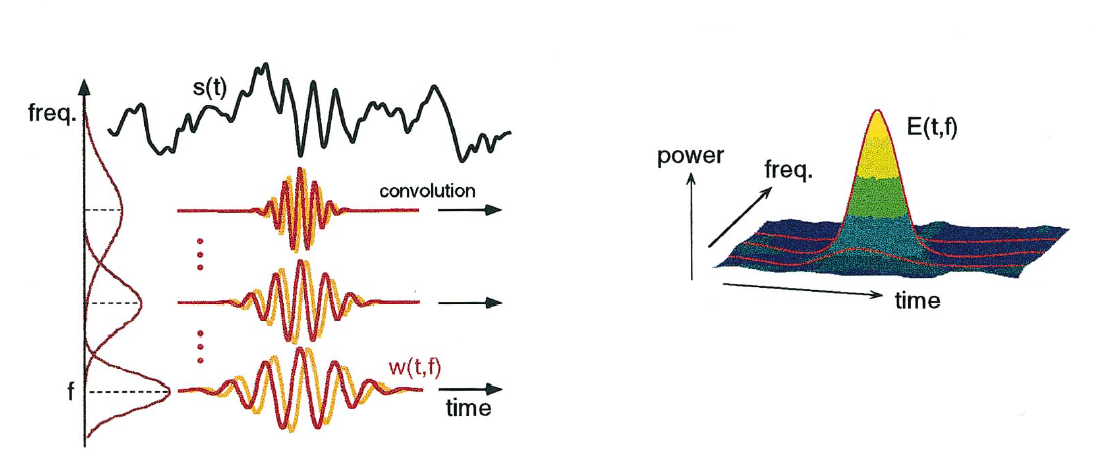 s(t)
freq.
convolution
w(t,f)
f
time
E(t,f)
power
freq.
time